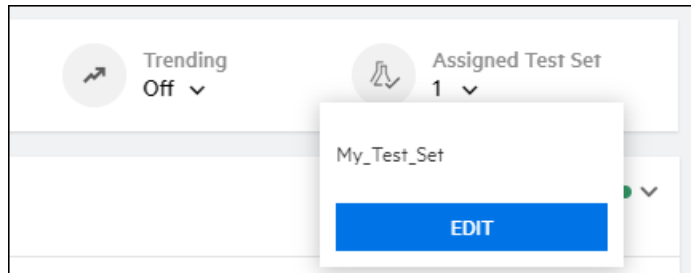 Trending
Off
Assigned Test Set
1
My_Test_Set
EDIT